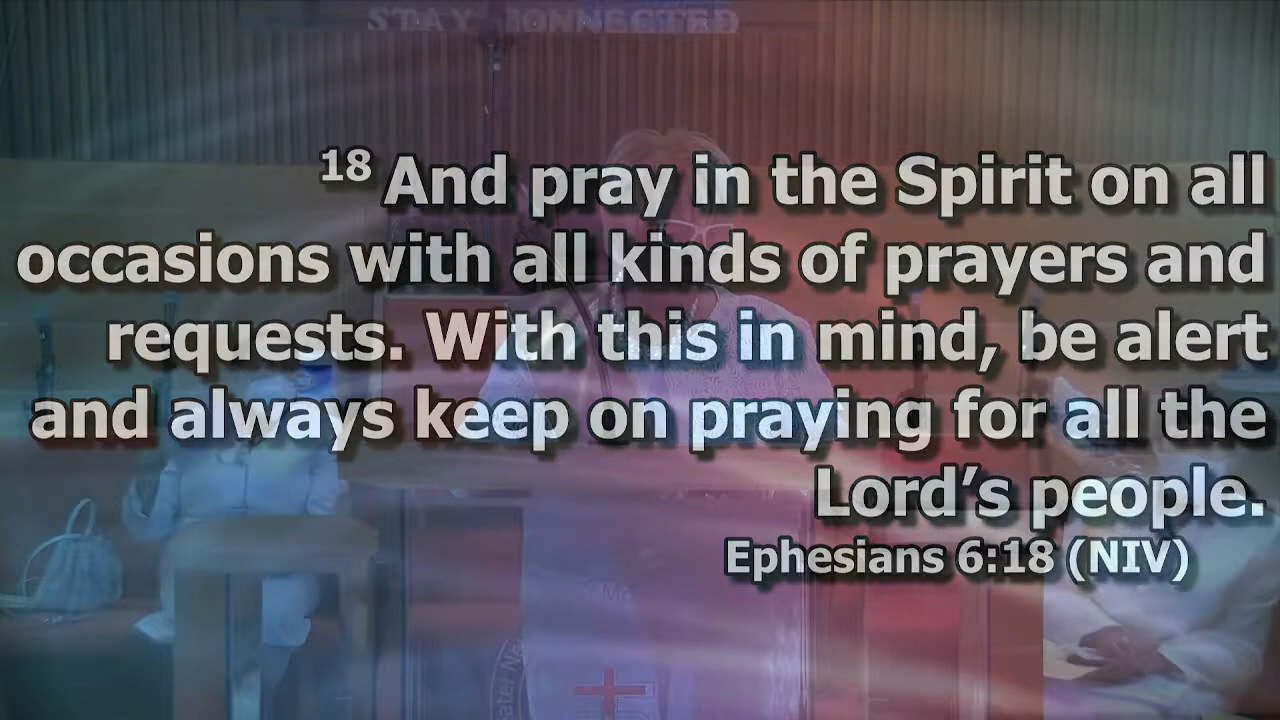 STAY CONNECTED
18 And pray in the Spirit on all
occasions with all kinds of prayers and
requests. With this in mind, be alert
and always keep on praying for all the
Lord’s people.
Ephesians 6:18 (NIV)